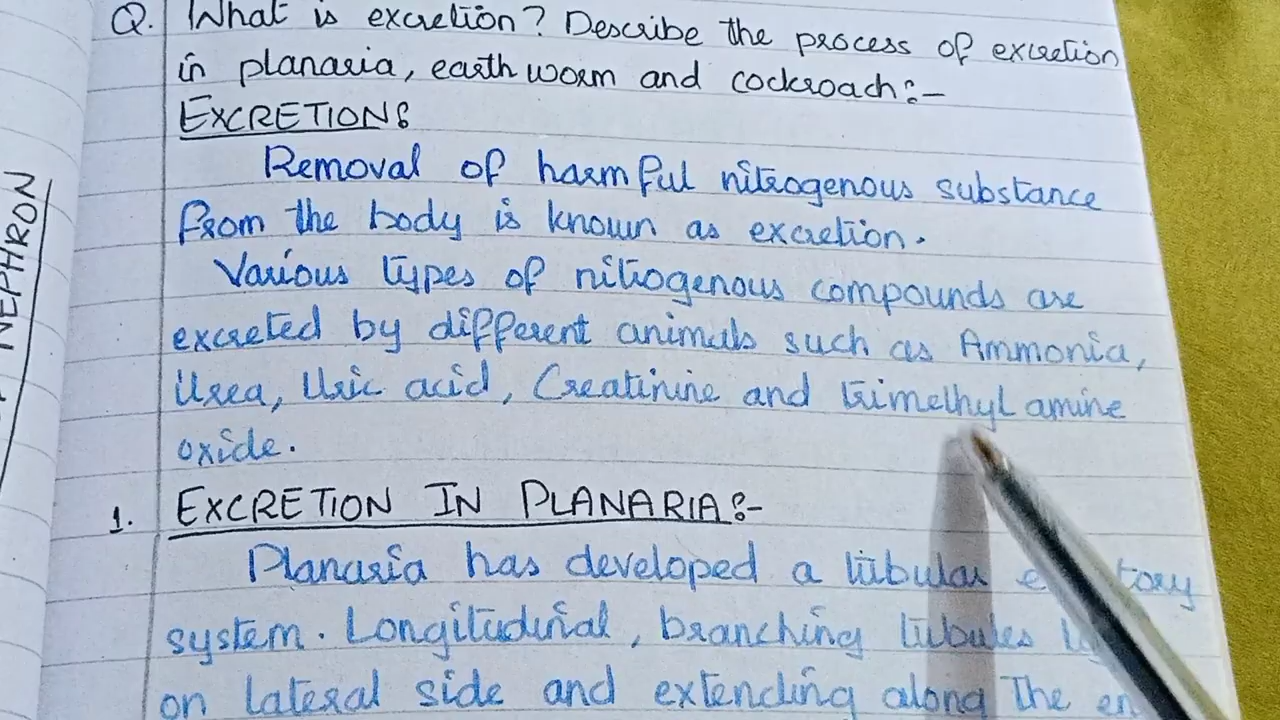 Q. What is excretion? Describe the process of excretion
in planaria, earth worm and cockroach:-
EXCRETION:
Removal of harmful nitrogenous substance
from the body is known as excretion.
Various types of nitrogenous compounds are
excreted by different animals such as Ammonia,
Urea, Uric acid, Creatinine and trimethyl amine
oxide.
1. EXCRETION IN PLANARIA:-
Planaria has developed a tubular
system. Longitudinal, branching tubules
on lateral side and extending along the
NEPHRON